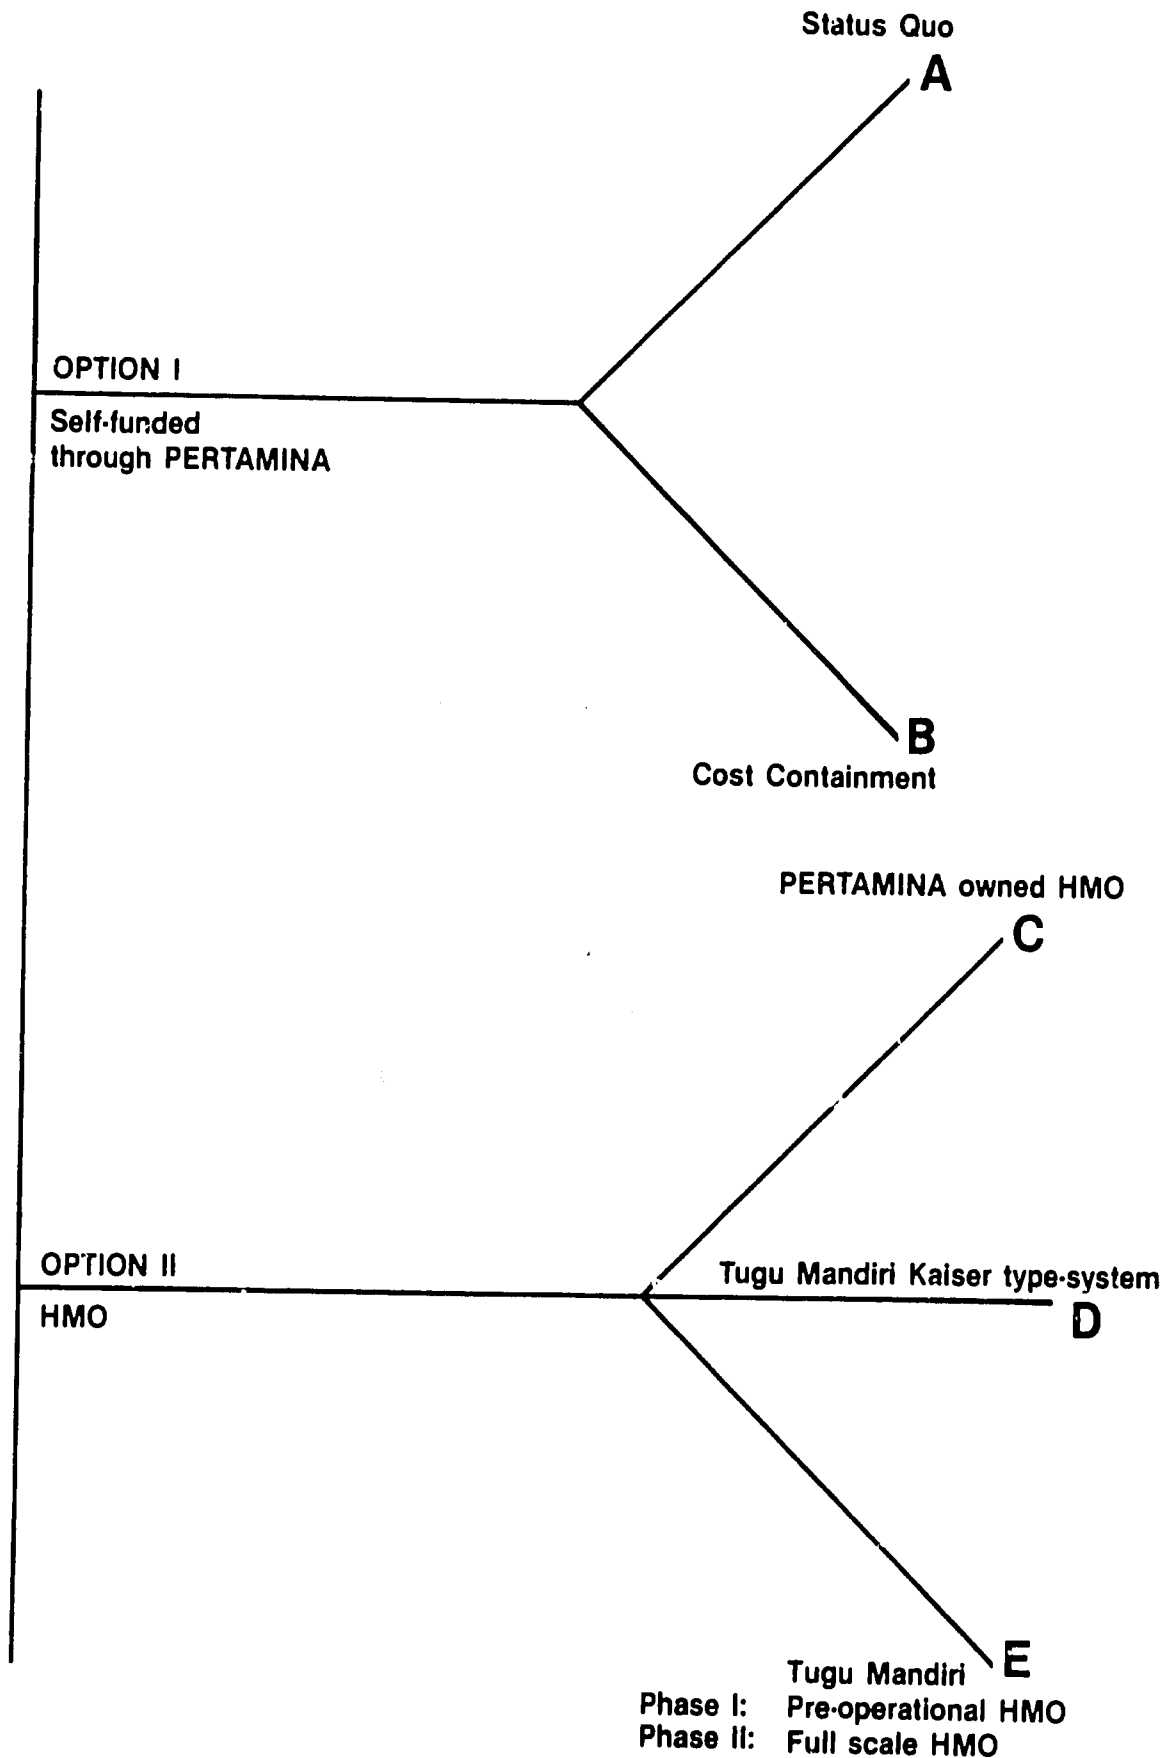 Status Quo
A
OPTION I
Self-funded
through PERTAMINA
B
Cost Containment
PERTAMINA owned HMO
C
OPTION II
HMO
Tugu Mandiri Kaiser type-system
D
E
Tugu Mandiri
Phase I: Pre-operational HMO
Phase II: Full scale HMO